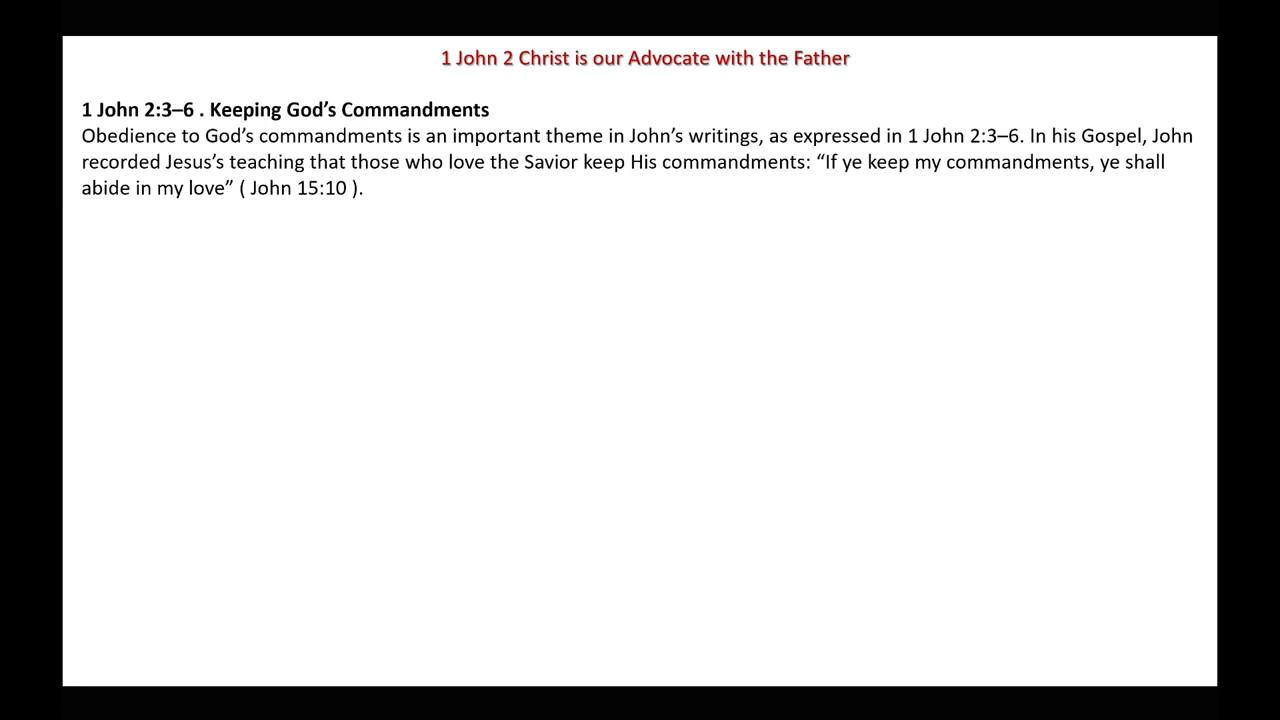 1 John 2 Christ is our Advocate with the Father
1 John 2:3–6 . Keeping God’s Commandments
Obedience to God’s commandments is an important theme in John’s writings, as expressed in 1 John 2:3–6. In his Gospel, John
recorded Jesus’s teaching that those who love the Savior keep His commandments: “If ye keep my commandments, ye shall
abide in my love” ( John 15:10 ).